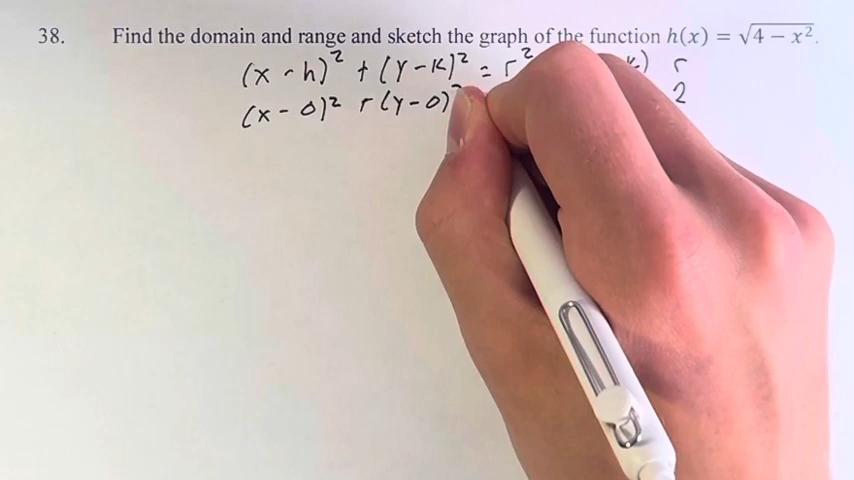 38. Find the domain and range and sketch the graph of the function h(x) = √4 − x².
(x - h)² + (y - k)² = r² k) r
(x - 0)² + (y - 0)² 2